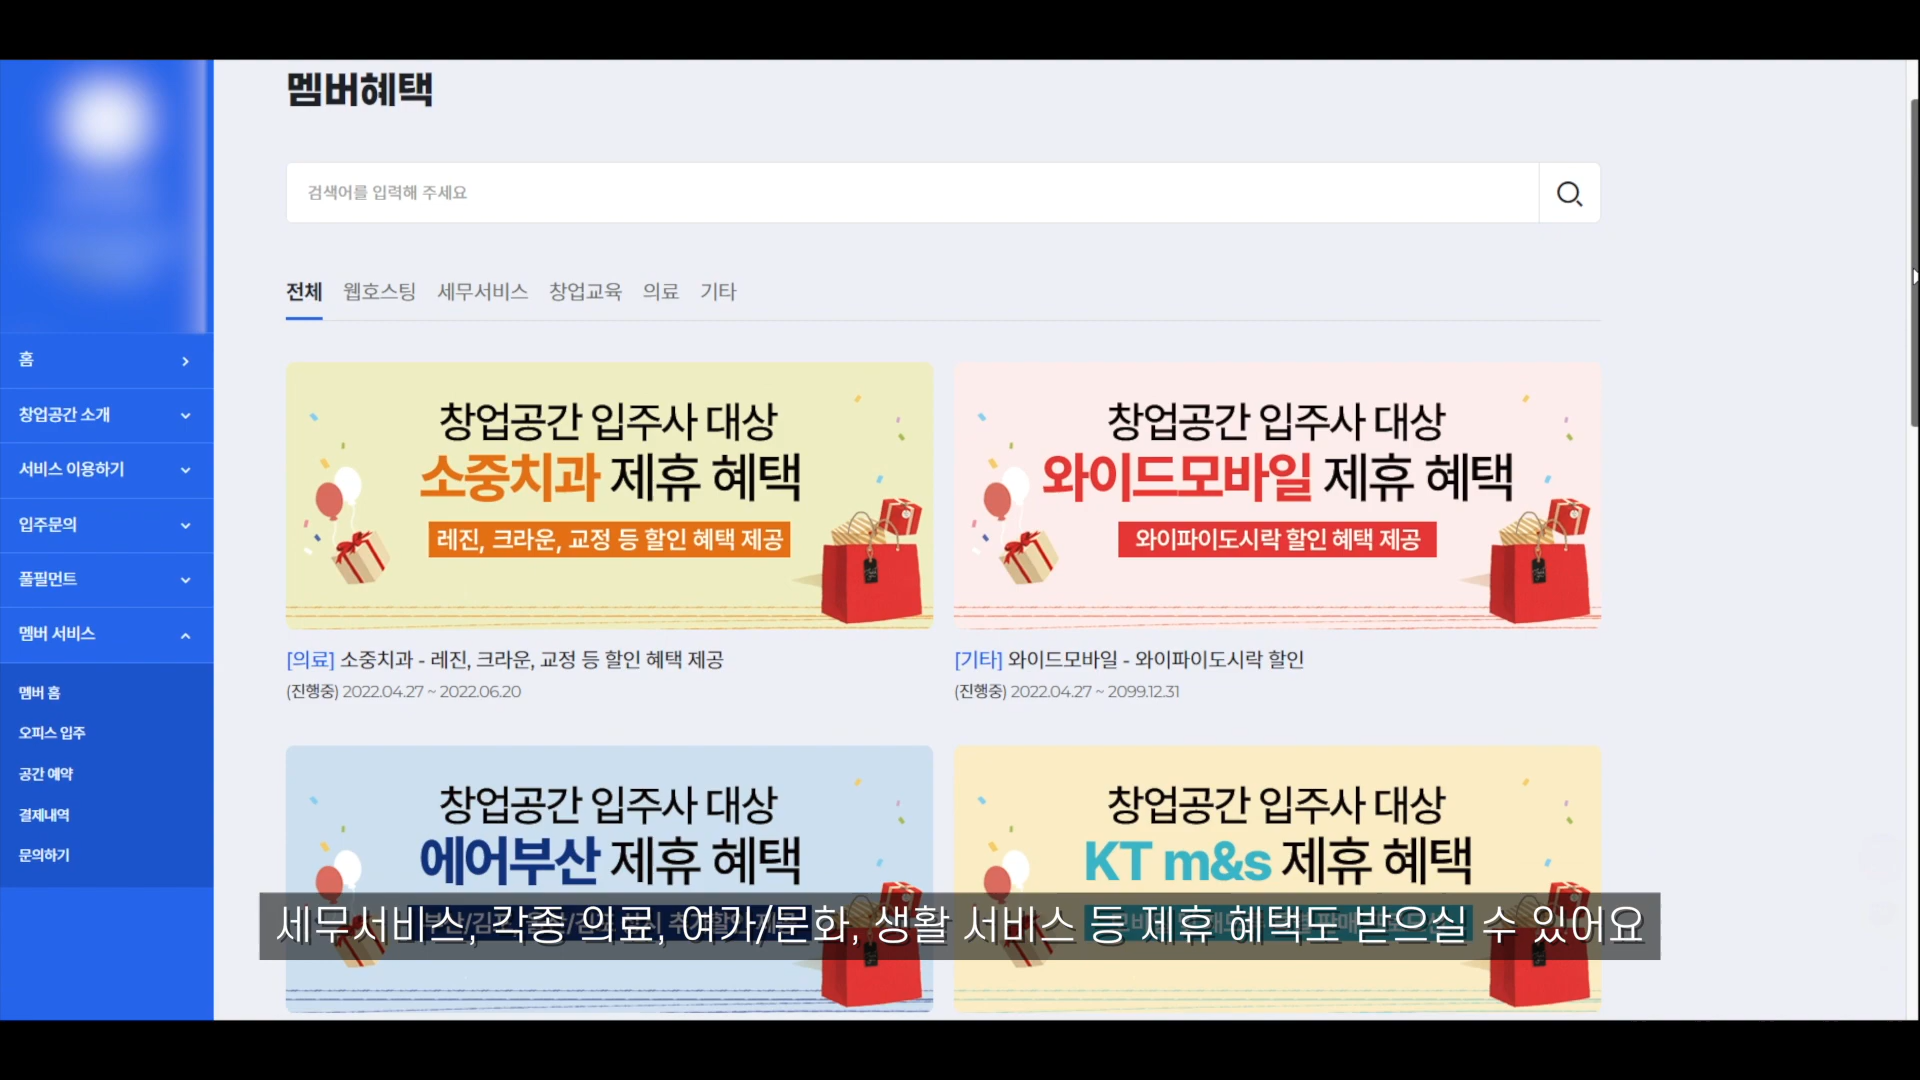 멤버혜택
검색어를 입력해 주세요
전체 웹호스팅 세무서비스 창업교육 의료 기타
홈
창업공간 소개
서비스 이용하기
입주문의
풀필먼트
멤버 서비스
멤버 홈
오피스 입주
공간 예약
결제내역
문의하기
창업공간 입주사 대상
소중치과 제휴 혜택
레진, 크라운, 교정 등 할인 혜택 제공
[의료] 소중치과 - 레진, 크라운, 교정 등 할인 혜택 제공
(진행중) 2022.04.27 ~ 2022.06.20
창업공간 입주사 대상
와이드모바일 제휴 혜택
와이파이도시락 할인 혜택 제공
[기타] 와이드모바일 - 와이파이도시락 할인
(진행중) 2022.04.27 ~ 2099.12.31
창업공간 입주사 대상
에어부산 제휴 혜택
창업공간 입주사 대상
KT m&s 제휴 혜택
세무서비스, 각종 의료, 여가/문화, 생활 서비스 등 제휴 혜택도 받으실 수 있어요